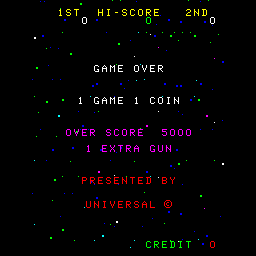 1ST HI-SCORE 2ND
0 0 0
GAME OVER
1 GAME 1 COIN
OVER SCORE 5000
1 EXTRA GUN
PRESENTED BY
UNIVERSAL ©
CREDIT 0